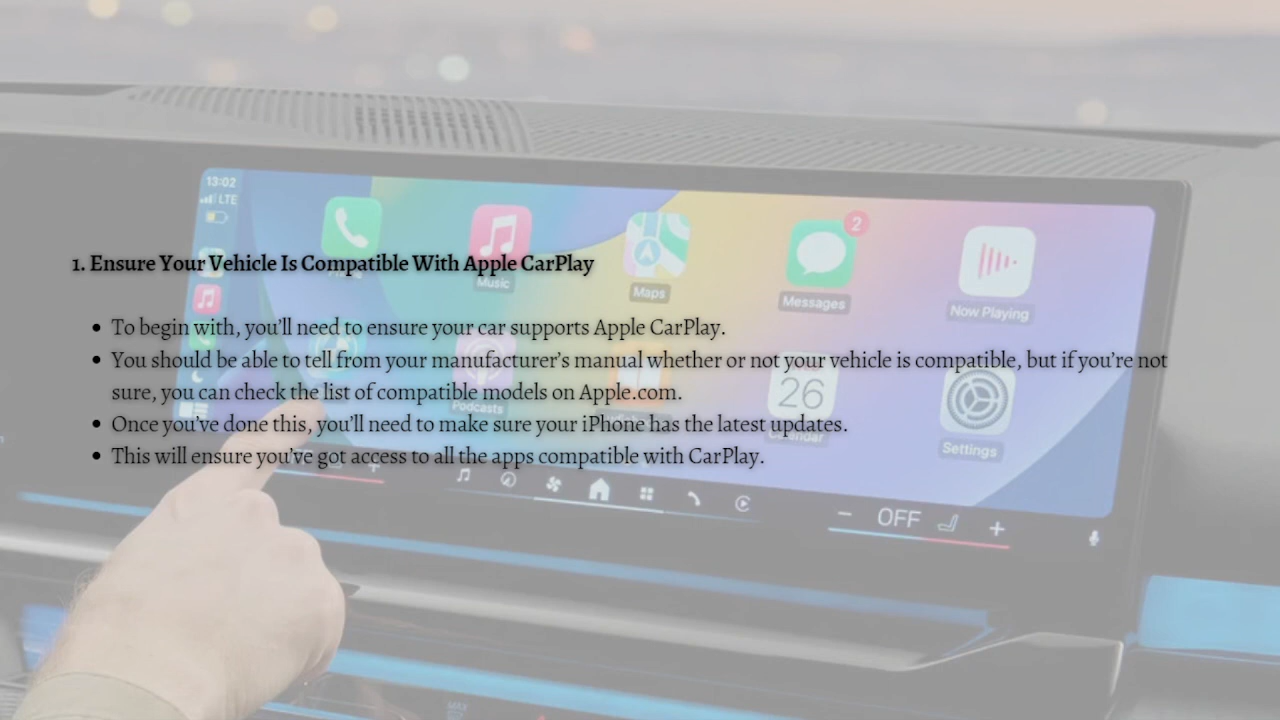 13:02
LTE
2
1. Ensure Your Vehicle Is Compatible With Apple CarPlay
Music
Maps
Messages
Now Playing
• To begin with, you’ll need to ensure your car supports Apple CarPlay.
• You should be able to tell from your manufacturer’s manual whether or not your vehicle is compatible, but if you’re not
sure, you can check the list of compatible models on Apple.com.
26
Podcasts
• Once you’ve done this, you’ll need to make sure your iPhone has the latest updates.
Calendar
Settings
• This will ensure you’ve got access to all the apps compatible with CarPlay.
− OFF +
MAX